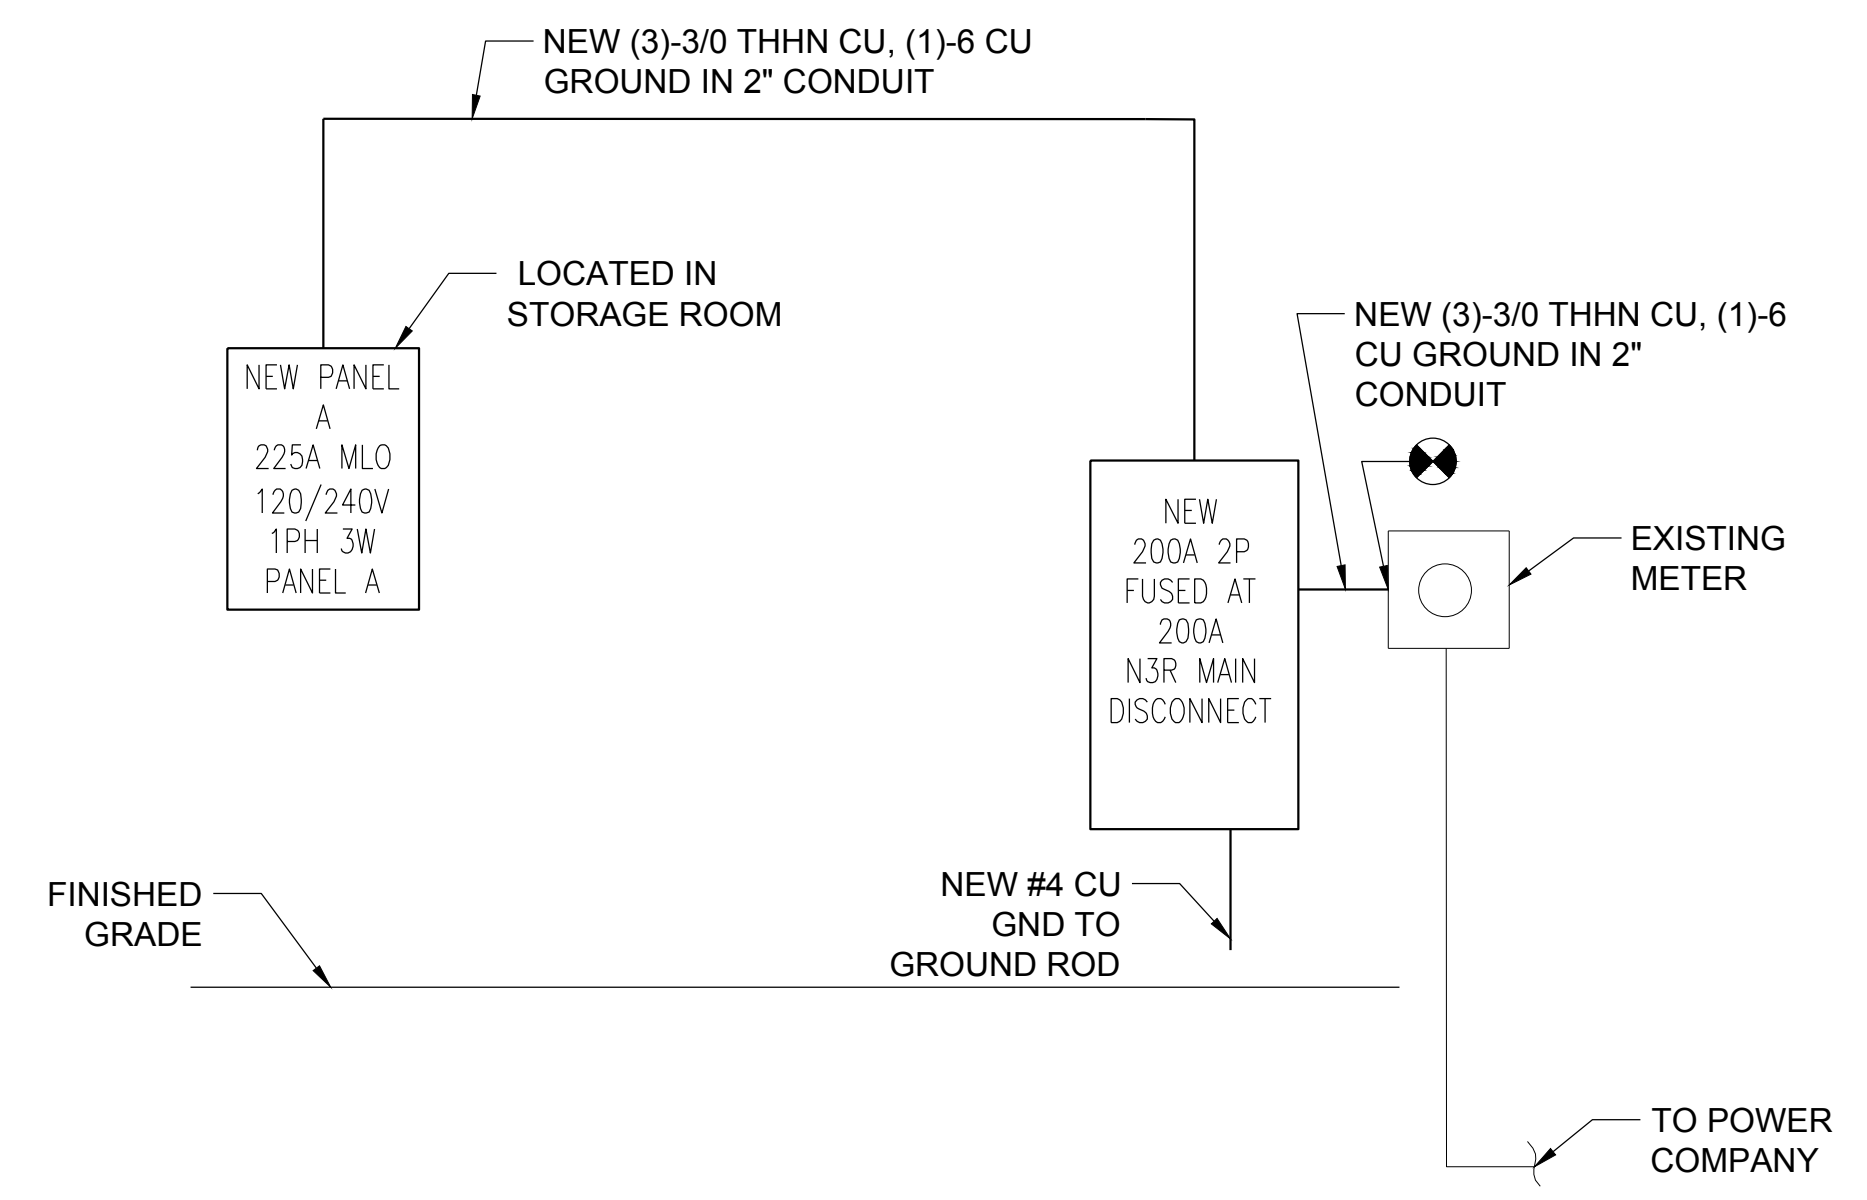 NEW (3)-3/0 THHN CU, (1)-6 CU
GROUND IN 2" CONDUIT
LOCATED IN
STORAGE ROOM
NEW PANEL
A
225A MLO
120/240V
1PH 3W
PANEL A
NEW (3)-3/0 THHN CU, (1)-6
CU GROUND IN 2"
CONDUIT
NEW
200A 2P
FUSED AT
200A
N3R MAIN
DISCONNECT
EXISTING
METER
NEW #4 CU
GND TO
GROUND ROD
FINISHED
GRADE
TO POWER
COMPANY